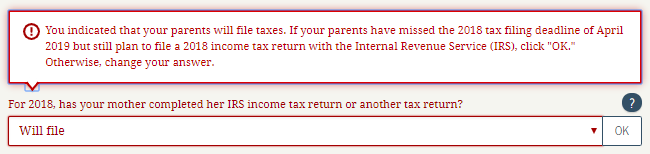 You indicated that your parents will file taxes. If your parents have missed the 2018 tax filing deadline of April
2019 but still plan to file a 2018 income tax return with the Internal Revenue Service (IRS), click "OK."
Otherwise, change your answer.
For 2018, has your mother completed her IRS income tax return or another tax return?
?
Will file
OK